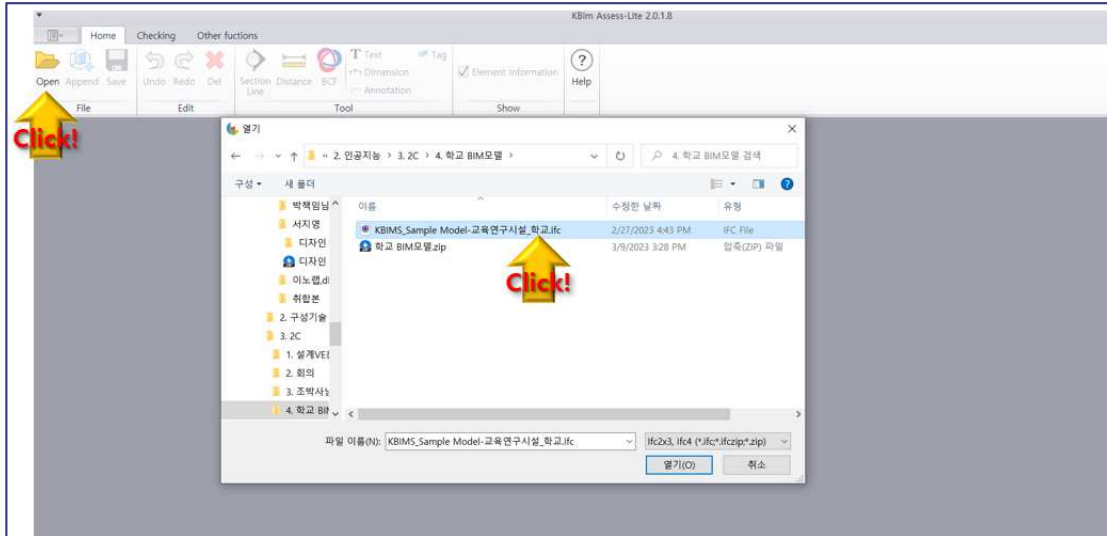 KBim Assess-Lite 2.0.1.8
Home Checking Other fuctions
Open Append Save Undo Redo Del Section Line Distance BCF Text Tag Dimension Annotation Element Information Help
File Edit Tool Show
Click!
열기
« 2. 인공지능 > 3. 2C > 4. 학교 BIM모델 > 4. 학교 BIM모델 검색
구성 새 폴더
이름 수정한 날짜 유형
박책임님
서지영
KBIMS_Sample Model-교육연구시설_학교.ifc 2/27/2023 4:43 PM IFC File
디자인
학교 BIM모델.zip 3/9/2023 3:28 PM 압축(ZIP) 파일
디자인
이노랩.d
취합본
Click!
2. 구성기술
3. 2C
1. 설계VE
2. 회의
3. 조박사
4. 학교 BI
파일 이름(N): KBIMS_Sample Model-교육연구시설_학교.ifc Ifc2x3, Ifc4 (*.ifc;*.ifczip;*.zip)
열기(O) 취소